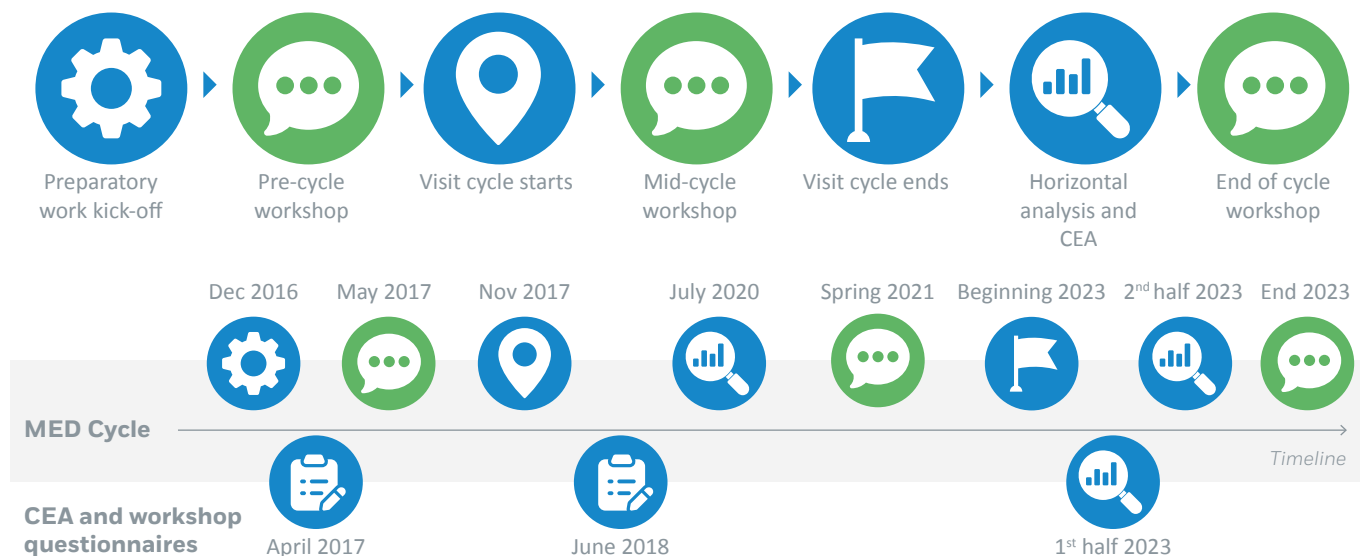 Preparatory
work kick-off
Pre-cycle
workshop
Visit cycle starts
Mid-cycle
workshop
Visit cycle ends
Horizontal
analysis and
CEA
End of cycle
workshop
Dec 2016
May 2017
Nov 2017
July 2020
Spring 2021
Beginning 2023
2nd half 2023
End 2023
MED Cycle
Timeline
CEA and workshop
questionnaires
April 2017
June 2018
1st half 2023